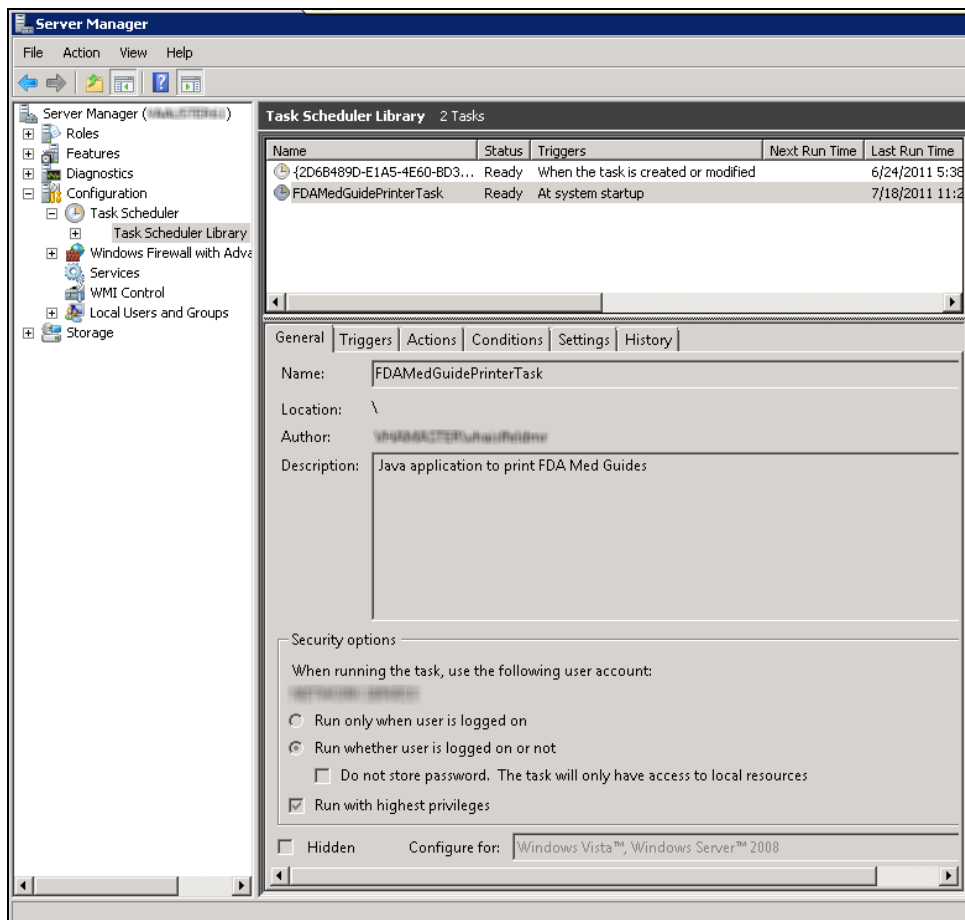 Server Manager
File Action View Help
Server Manager ( )
Roles
Features
Diagnostics
Configuration
Task Scheduler
Task Scheduler Library
Windows Firewall with Adva
Services
WMI Control
Local Users and Groups
Storage
Task Scheduler Library 2 Tasks
Name Status Triggers Next Run Time Last Run Time
{2D6B489D-E1A5-4E60-BD3... Ready When the task is created or modified 6/24/2011 5:38
FDAMedGuidePrinterTask Ready At system startup 7/18/2011 11:2
General Triggers Actions Conditions Settings History
Name: FDAMedGuidePrinterTask
Location: \
Author:
Description: Java application to print FDA Med Guides
Security options
When running the task, use the following user account:
Run only when user is logged on
Run whether user is logged on or not
Do not store password. The task will only have access to local resources
Run with highest privileges
Hidden Configure for: Windows Vista™, Windows Server™ 2008